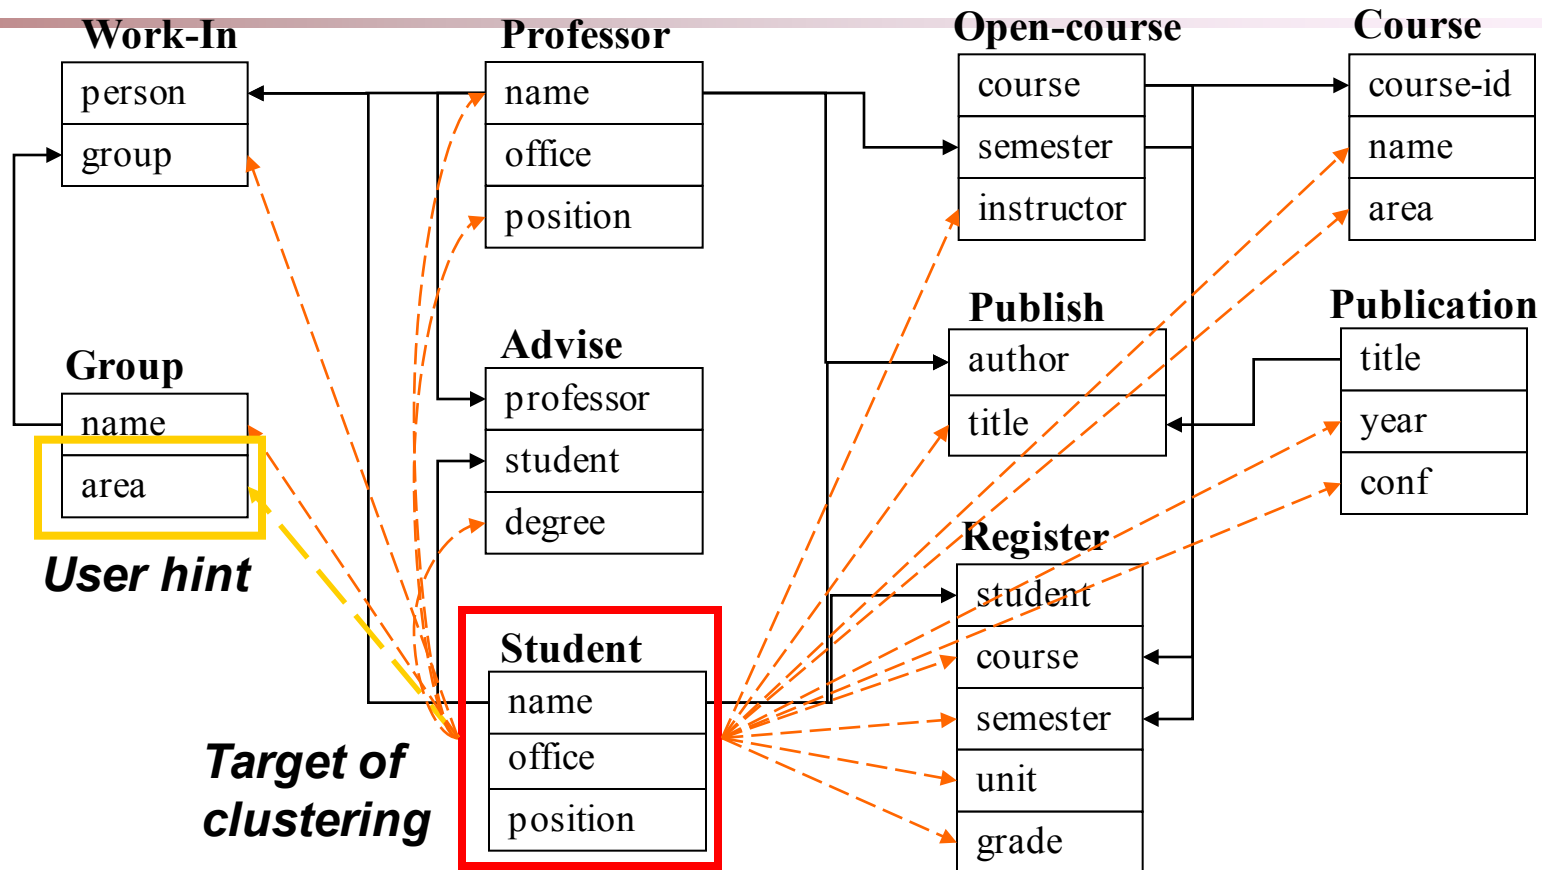 Work-In
person
group
Professor
name
office
position
Open-course
course
semester
instructor
Course
course-id
name
area
Group
name
area
User hint
Advise
professor
student
degree
Publish
author
title
Publication
title
year
conf
Target of
clustering
Student
name
office
position
Register
student
course
semester
unit
grade